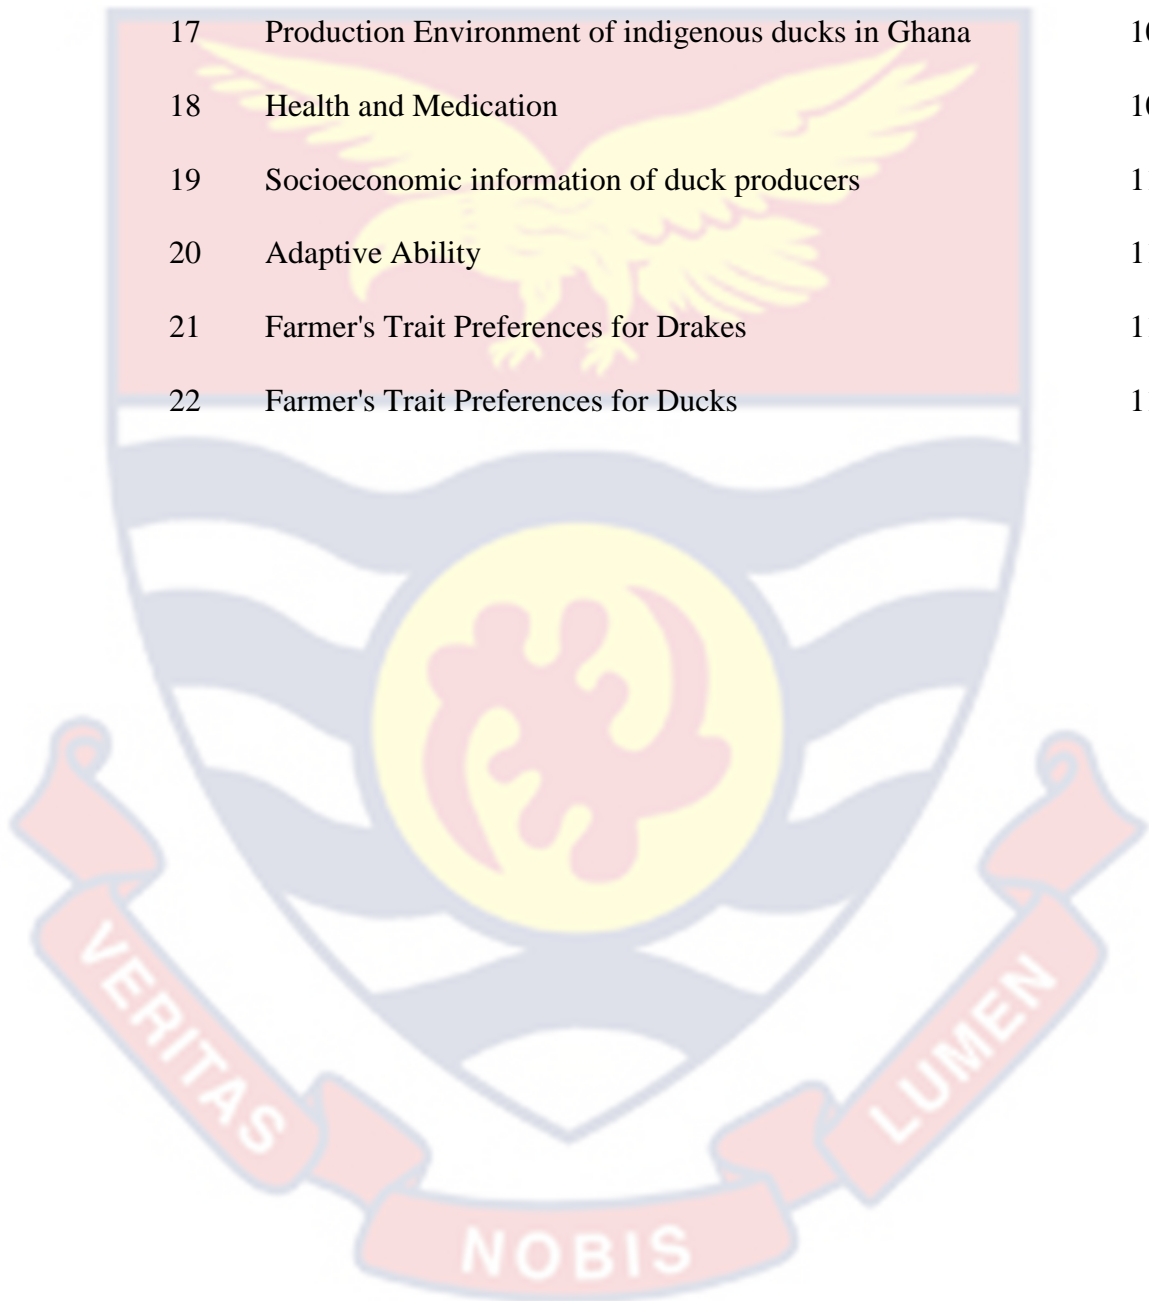 17 Production Environment of indigenous ducks in Ghana
18 Health and Medication
19 Socioeconomic information of duck producers
20 Adaptive Ability
21 Farmer's Trait Preferences for Drakes
22 Farmer's Trait Preferences for Ducks
VERITAS
NOBIS
LUMEN